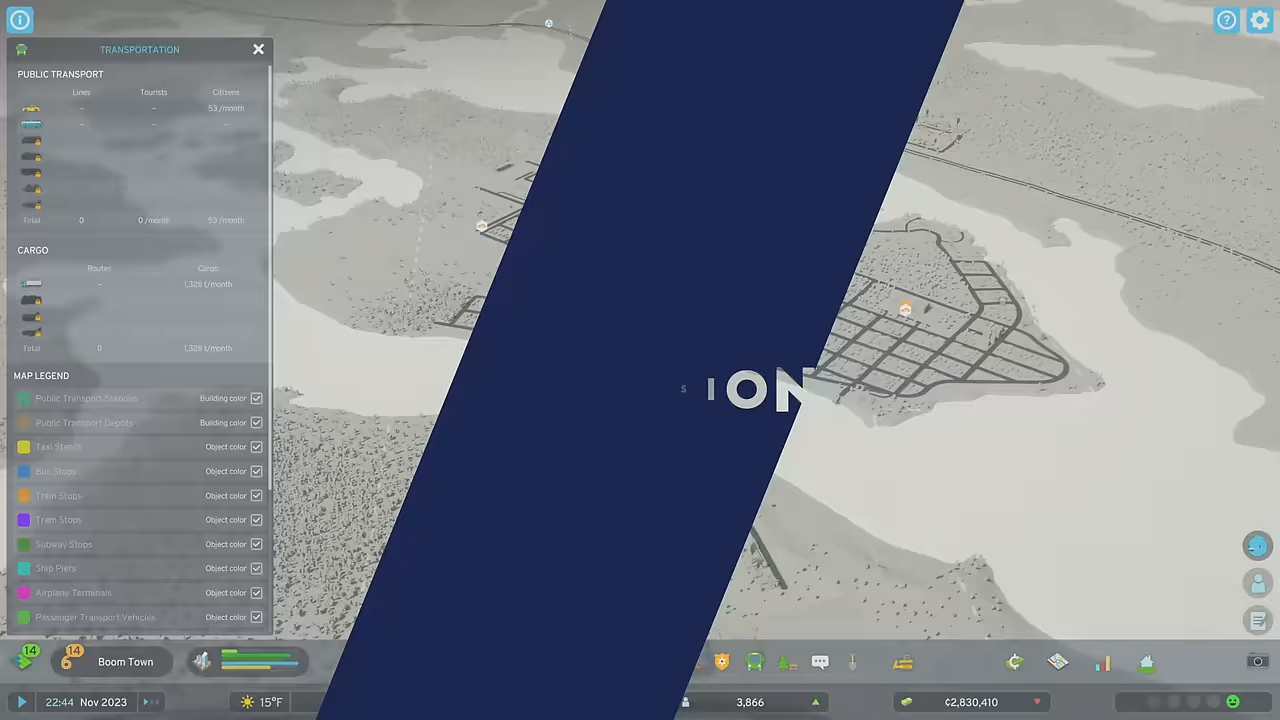 TRANSPORTATION
PUBLIC TRANSPORT
Lines Tourists Citizens
– – 53 /month
– – –
Total 0 0 /month 53 /month
CARGO
Routes Cargo
– 1,328 t/month
Total 0 1,328 t/month
MAP LEGEND
Public Transport Stations Building color
Public Transport Depots Building color
Taxi Stands Object color
Bus Stops Object color
Train Stops Object color
Tram Stops Object color
Subway Stops Object color
Ship Piers Object color
Airplane Terminals Object color
Passenger Transport Vehicles Object color
S ION
14 14 6 Boom Town
22:44 Nov 2023 15°F 3,866 ¢2,830,410